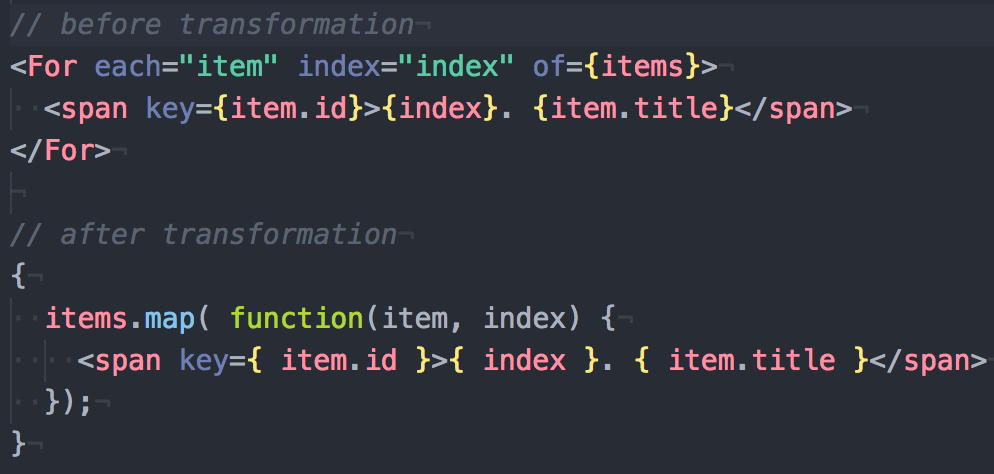 // before transformation
<For each="item" index="index" of={items}>
  <span key={item.id}>{index}. {item.title}</span>
</For>

// after transformation
{
  items.map( function(item, index) {
    <span key={ item.id }>{ index }. { item.title }</span>
  });
}